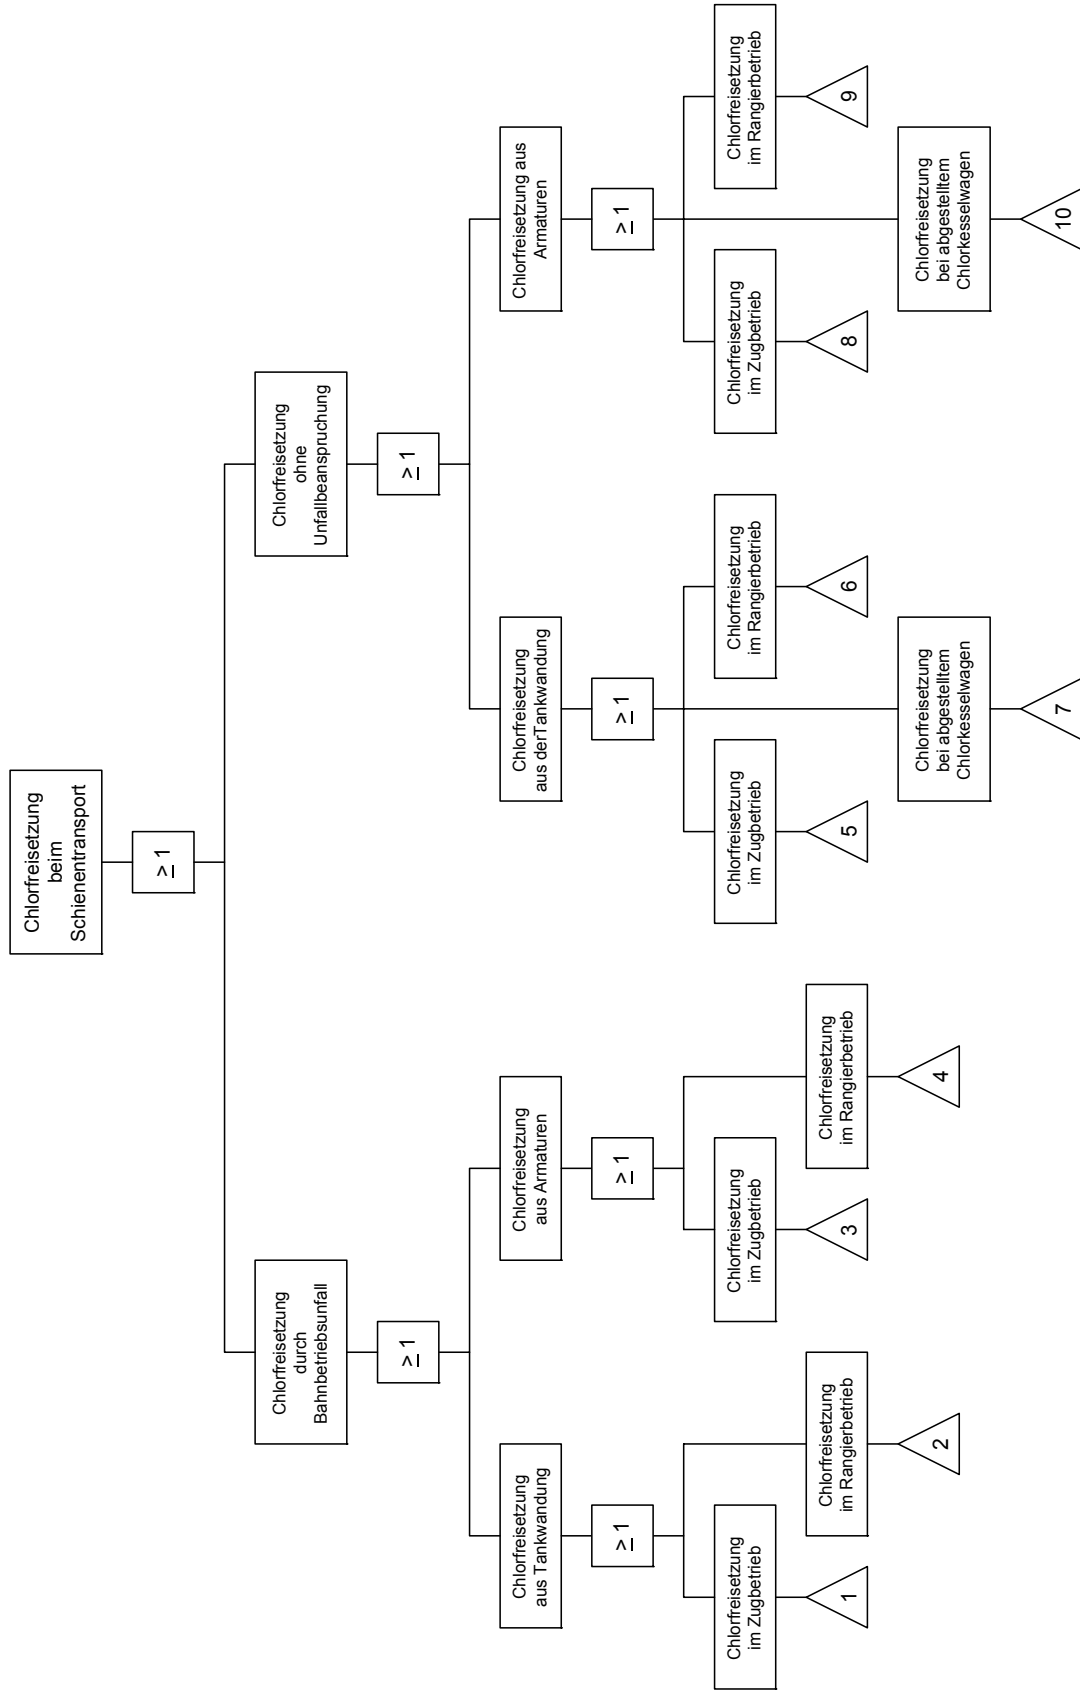 Chlorfreisetzung
beim
Schienentransport
≥ 1
Chlorfreisetzung
durch
Bahnbetriebsunfall
≥ 1
Chlorfreisetzung
aus Tankwandung
≥ 1
Chlorfreisetzung
im Zugbetrieb
1
Chlorfreisetzung
im Rangierbetrieb
2
Chlorfreisetzung
aus Armaturen
≥ 1
Chlorfreisetzung
im Zugbetrieb
3
Chlorfreisetzung
im Rangierbetrieb
4
Chlorfreisetzung
ohne
Unfallbeanspruchung
≥ 1
Chlorfreisetzung
aus derTankwandung
≥ 1
Chlorfreisetzung
im Zugbetrieb
5
Chlorfreisetzung
im Rangierbetrieb
6
Chlorfreisetzung
bei abgestelltem
Chlorkesselwagen
7
Chlorfreisetzung aus
Armaturen
≥ 1
Chlorfreisetzung
im Zugbetrieb
8
Chlorfreisetzung
im Rangierbetrieb
9
Chlorfreisetzung
bei abgestelltem
Chlorkesselwagen
10